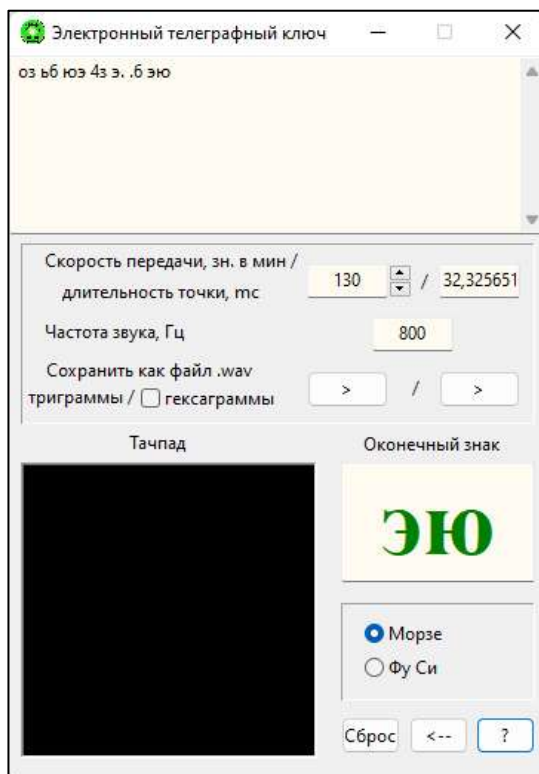 Электронный телеграфный ключ
оз ьб юэ 4з э. .б эю
Скорость передачи, зн. в мин /
длительность точки, mc
130 / 32,325651
Частота звука, Гц
800
Сохранить как файл .wav
триграммы / гексаграммы
> / >
Тачпад
Оконечный знак
эю
Морзе
Фу Си
Сброс <-- ?